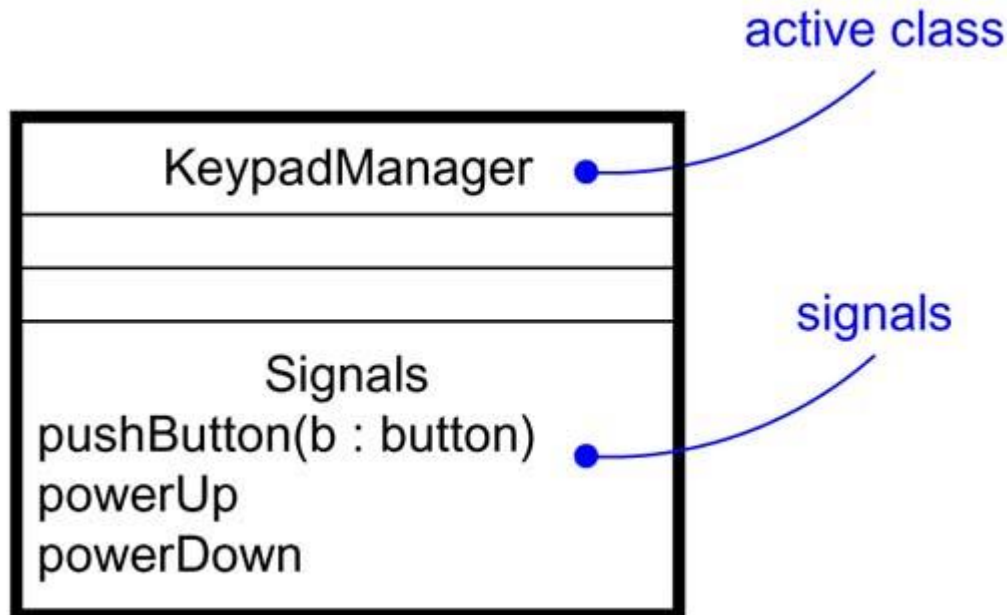 active class
KeypadManager
signals
Signals
pushButton(b : button)
powerUp
powerDown